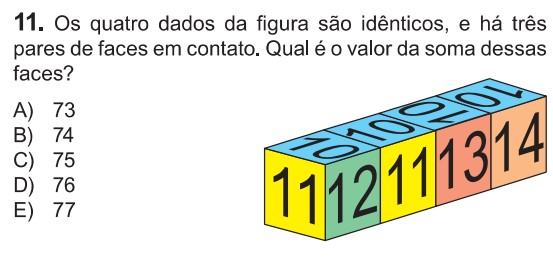 11. Os quatro dados da figura são idênticos, e há três
pares de faces em contato. Qual é o valor da soma dessas
faces?
A) 73
B) 74
C) 75
D) 76
E) 77
10 10 10 10
11 12 11 13 14